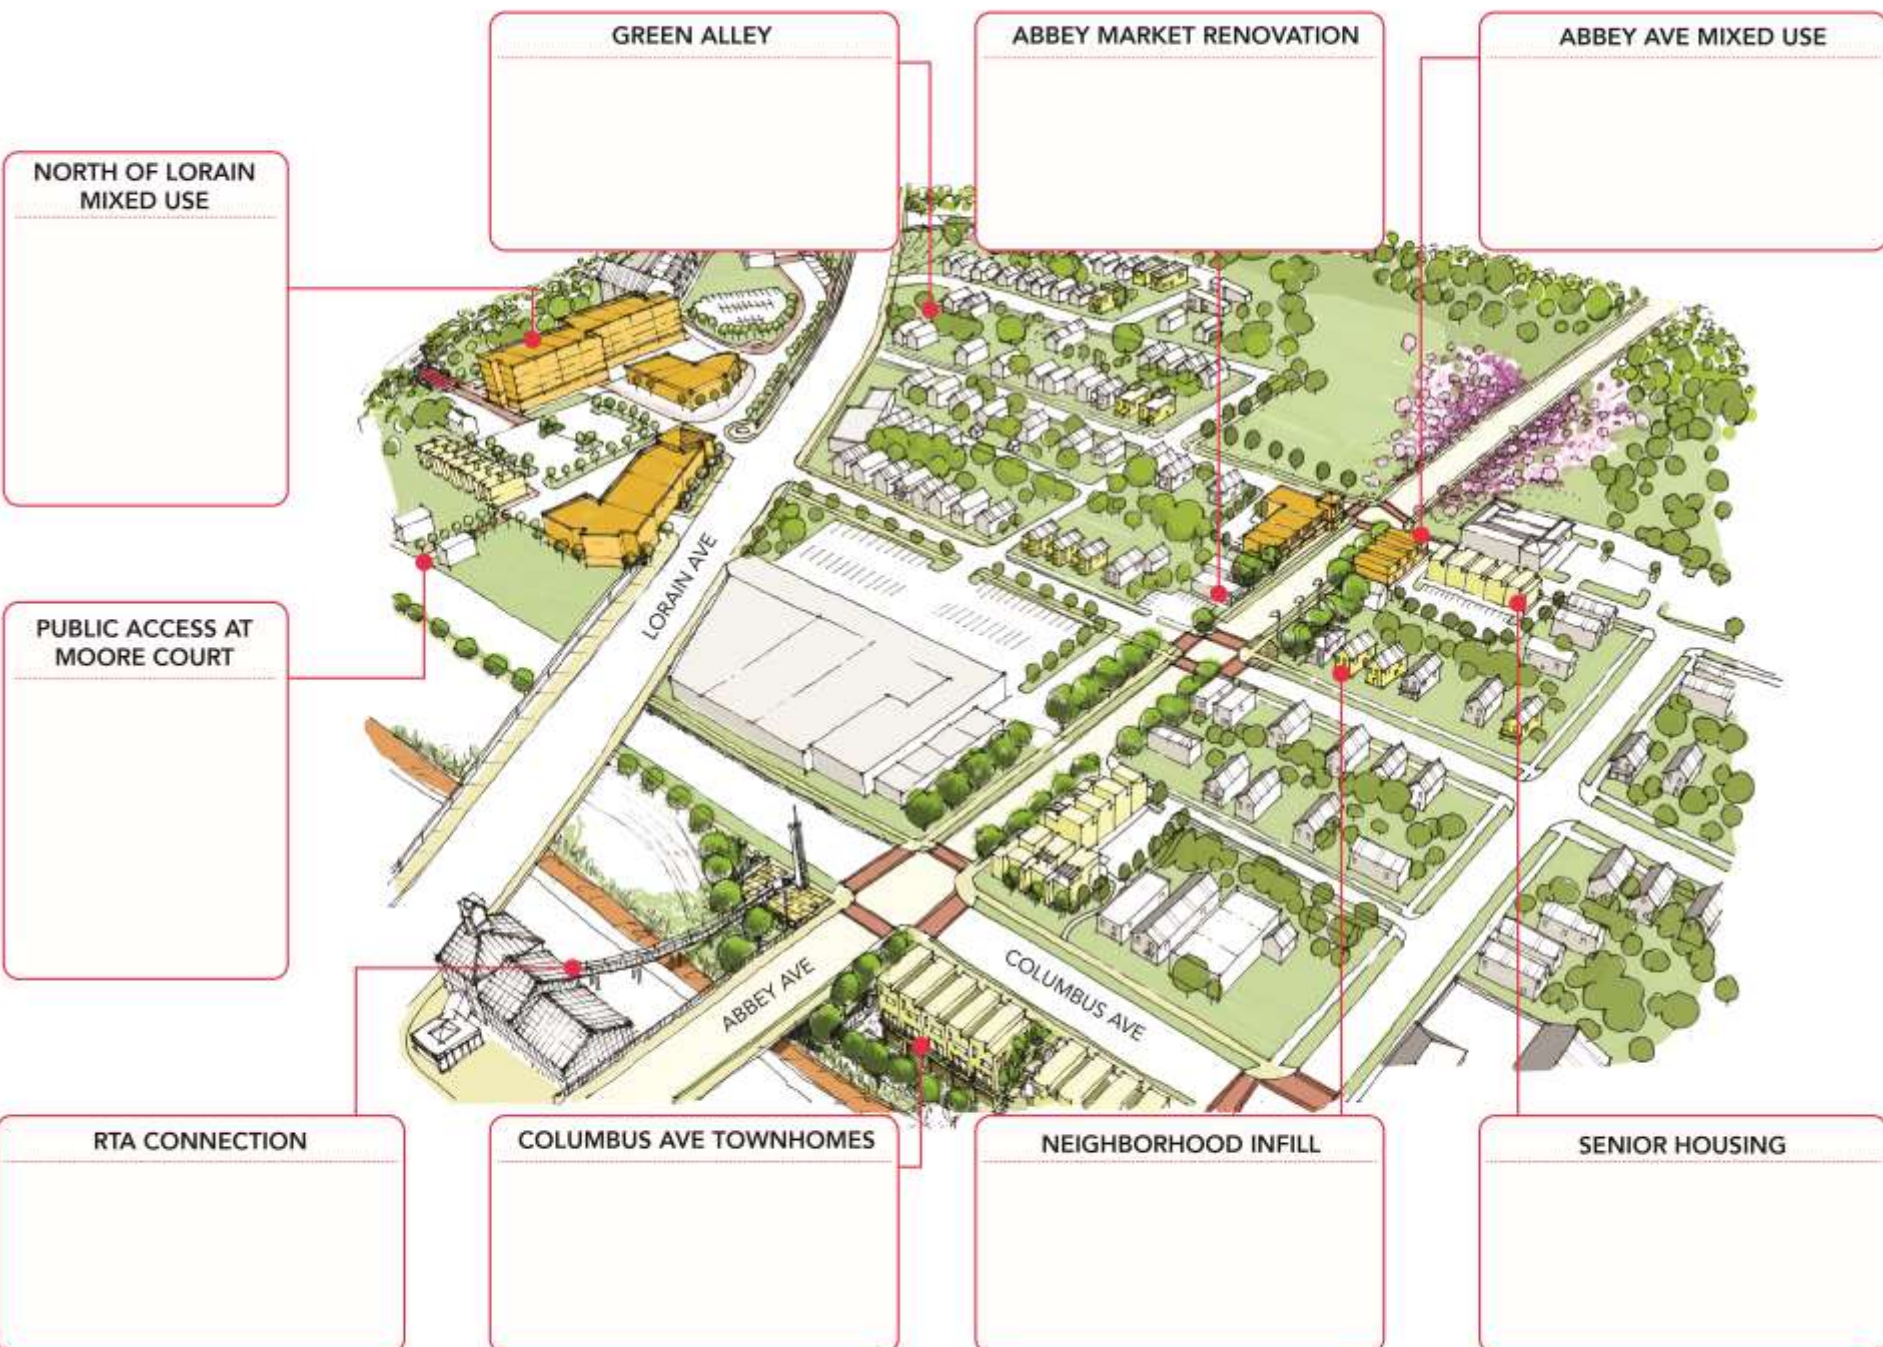 GREEN ALLEY
ABBEY MARKET RENOVATION
ABBEY AVE MIXED USE
NORTH OF LORAIN
MIXED USE
LORAIN AVE
PUBLIC ACCESS AT
MOORE COURT
ABBEY AVE
COLUMBUS AVE
RTA CONNECTION
COLUMBUS AVE TOWNHOMES
NEIGHBORHOOD INFILL
SENIOR HOUSING